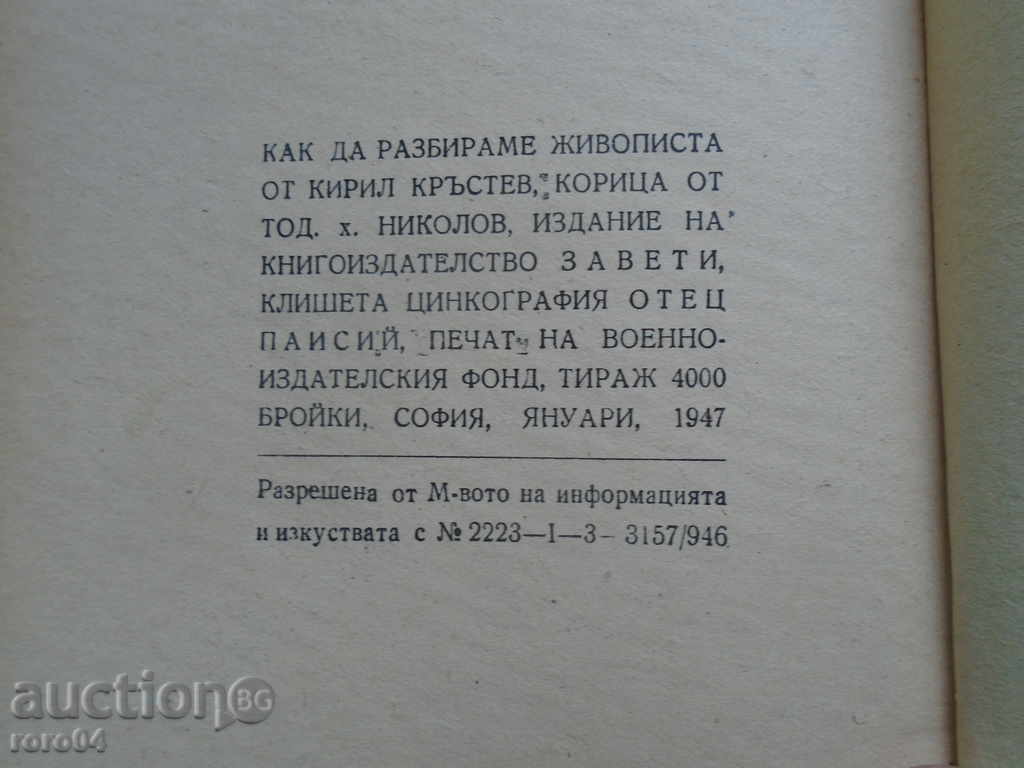 КАК ДА РАЗБИРАМЕ ЖИВОПИСТА
ОТ КИРИЛ КРЪСТЕВ, КОРИЦА ОТ
ТОД. х. НИКОЛОВ, ИЗДАНИЕ НА
КНИГОИЗДАТЕЛСТВО ЗАВЕТИ,
КЛИШЕТА ЦИНКОГРАФИЯ ОТЕЦ
ПАИСИЙ, ПЕЧАТ НА ВОЕННО-
ИЗДАТЕЛСКИЯ ФОНД, ТИРАЖ 4000
БРОЙКИ, СОФИЯ, ЯНУАРИ, 1947
Разрешена от М-вото на информацията
и изкуствата с № 2223—I—3- 3157/946
auction BG
roro04